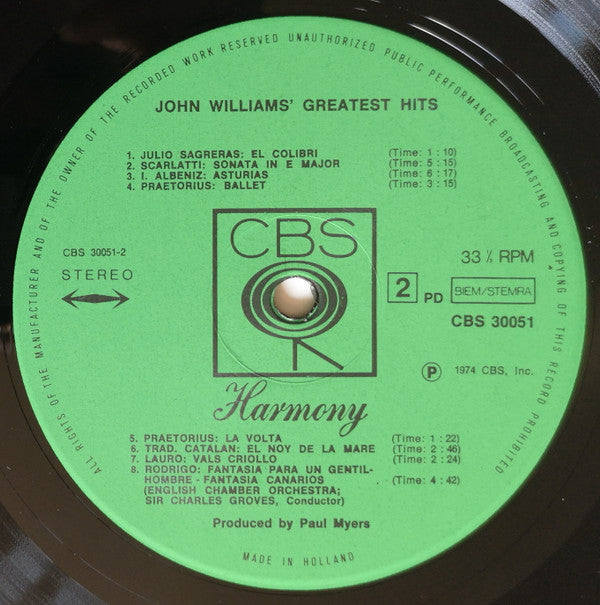 ALL RIGHTS OF THE MANUFACTURER AND OF THE OWNER OF THE RECORDED WORK RESERVED UNAUTHORIZED PUBLIC PERFORMANCE BROADCASTING AND COPYING OF THIS RECORD PROHIBITED
JOHN WILLIAMS' GREATEST HITS
1. JULIO SAGRERAS: EL COLIBRI (Time: 1 : 10)
2. SCARLATTI: SONATA IN E MAJOR (Time: 5 : 15)
3. I. ALBENIZ: ASTURIAS (Time: 6 : 17)
4. PRAETORIUS: BALLET (Time: 3 : 15)
CBS
CBS 30051-2
STEREO
33⅓ RPM
2 PD BIEM/STEMRA
CBS 30051
℗ 1974 CBS, Inc.
Harmony
5. PRAETORIUS: LA VOLTA (Time: 1 : 22)
6. TRAD. CATALAN: EL NOY DE LA MARE (Time: 2 : 46)
7. LAURO: VALS CRIOLLO (Time: 2 : 24)
8. RODRIGO: FANTASIA PARA UN GENTIL-
HOMBRE - FANTASIA CANARIOS (Time: 4 : 42)
(ENGLISH CHAMBER ORCHESTRA;
SIR CHARLES GROVES, Conductor)
Produced by Paul Myers
MADE IN HOLLAND